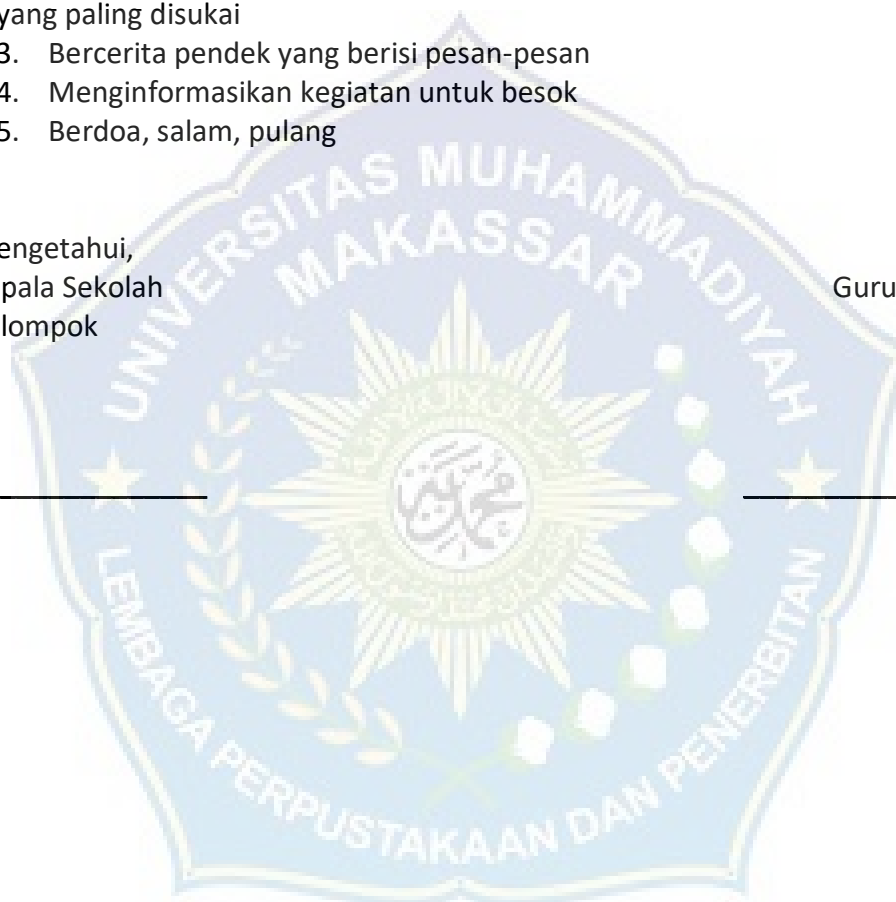 yang paling disukai
3. Bercerita pendek yang berisi pesan-pesan
4. Menginformasikan kegiatan untuk besok
5. Berdoa, salam, pulang
engetahui,
pala Sekolah Guru
lompok
UNIVERSITAS MUHAMMADIYAH
MAKASSAR
LEMBAGA PERPUSTAKAAN DAN PENERBITAN